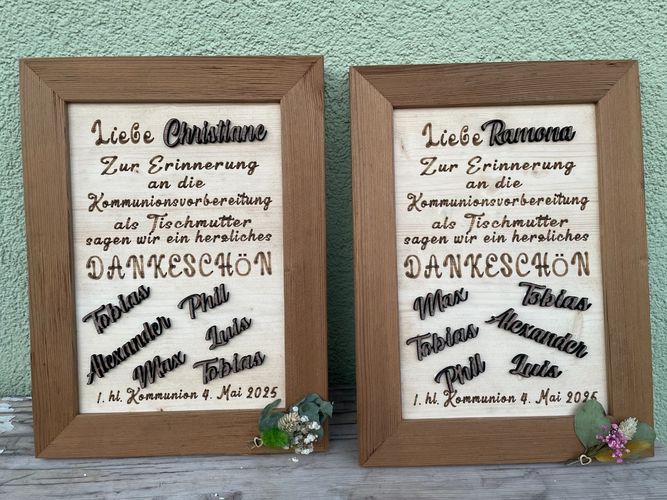 Liebe Christiane
Zur Erinnerung
an die
Kommunionsvorbereitung
als Tischmutter
sagen wir ein herzliches
DANKESCHÖN
Tobias Phil
Alexander Luis
Max Tobias
1. hl. Kommunion 4. Mai 2025
Liebe Ramona
Zur Erinnerung
an die
Kommunionsvorbereitung
als Tischmutter
sagen wir ein herzliches
DANKESCHÖN
Max Tobias
Tobias Alexander
Phil Luis
1. hl. Kommunion 4. Mai 2025